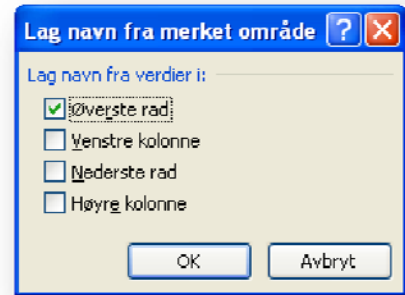 Lag navn fra merket område
Lag navn fra verdier i:
Øverste rad
Venstre kolonne
Nederste rad
Høyre kolonne
OK Avbryt